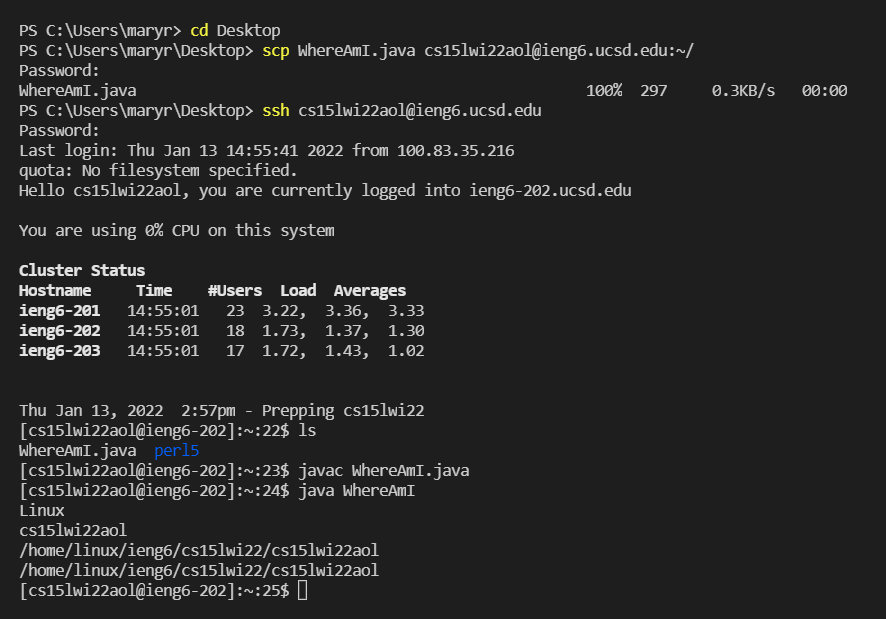 PS C:\Users\maryr> cd Desktop
PS C:\Users\maryr\Desktop> scp WhereAmI.java cs15lwi22aol@ieng6.ucsd.edu:~/
Password:
WhereAmI.java 100% 297 0.3KB/s 00:00
PS C:\Users\maryr\Desktop> ssh cs15lwi22aol@ieng6.ucsd.edu
Password:
Last login: Thu Jan 13 14:55:41 2022 from 100.83.35.216
quota: No filesystem specified.
Hello cs15lwi22aol, you are currently logged into ieng6-202.ucsd.edu
You are using 0% CPU on this system
Cluster Status
Hostname Time #Users Load Averages
ieng6-201 14:55:01 23 3.22, 3.36, 3.33
ieng6-202 14:55:01 18 1.73, 1.37, 1.30
ieng6-203 14:55:01 17 1.72, 1.43, 1.02
Thu Jan 13, 2022 2:57pm - Prepping cs15lwi22
[cs15lwi22aol@ieng6-202]:~:22$ ls
WhereAmI.java perl5
[cs15lwi22aol@ieng6-202]:~:23$ javac WhereAmI.java
[cs15lwi22aol@ieng6-202]:~:24$ java WhereAmI
Linux
cs15lwi22aol
/home/linux/ieng6/cs15lwi22/cs15lwi22aol
/home/linux/ieng6/cs15lwi22/cs15lwi22aol
[cs15lwi22aol@ieng6-202]:~:25$